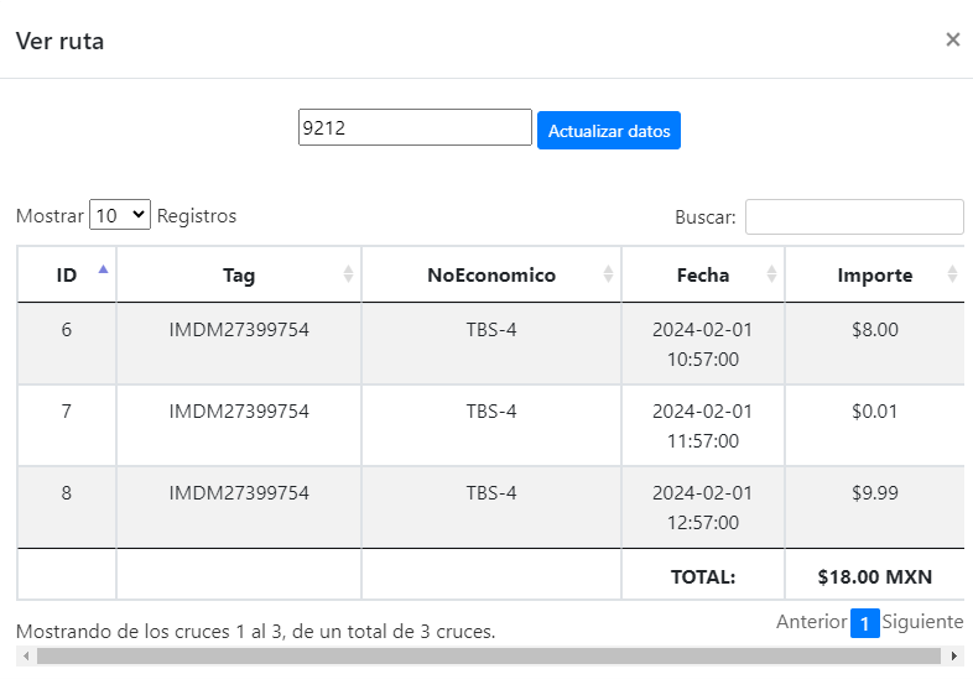 Ver ruta ×
9212 Actualizar datos
Mostrar 10 Registros Buscar:
ID Tag NoEconomico Fecha Importe
6 IMDM27399754 TBS-4 2024-02-01 $8.00
10:57:00
7 IMDM27399754 TBS-4 2024-02-01 $0.01
11:57:00
8 IMDM27399754 TBS-4 2024-02-01 $9.99
12:57:00
TOTAL: $18.00 MXN
Anterior 1 Siguiente
Mostrando de los cruces 1 al 3, de un total de 3 cruces.